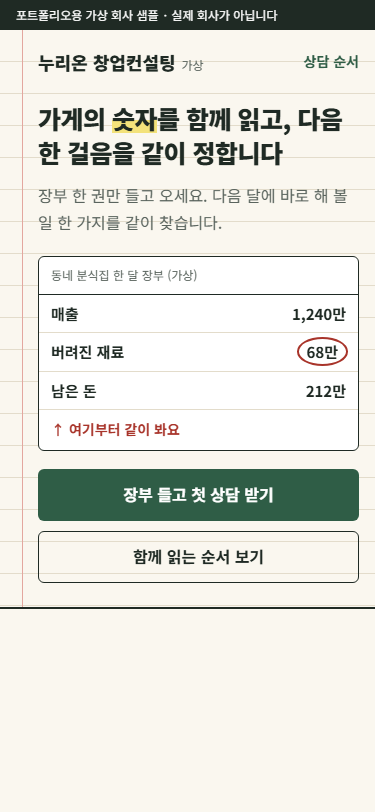 포트폴리오용 가상 회사 샘플 · 실제 회사가 아닙니다
누리온 창업컨설팅 가상
상담 순서
가게의 숫자를 함께 읽고, 다음
한 걸음을 같이 정합니다
장부 한 권만 들고 오세요. 다음 달에 바로 해 볼
일 한 가지를 같이 찾습니다.
동네 분식집 한 달 장부 (가상)
매출 1,240만
버려진 재료 68만
남은 돈 212만
↑ 여기부터 같이 봐요
장부 들고 첫 상담 받기
함께 읽는 순서 보기